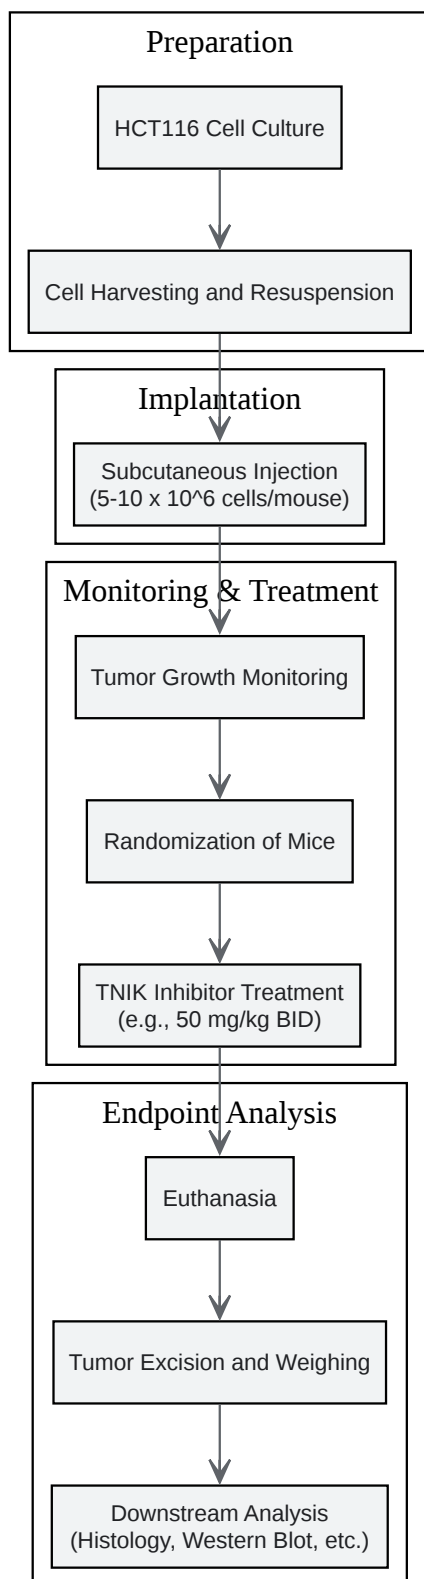 Preparation
HCT116 Cell Culture
Cell Harvesting and Resuspension
Implantation
Subcutaneous Injection
(5-10 x 10^6 cells/mouse)
Monitoring & Treatment
Tumor Growth Monitoring
Randomization of Mice
TNIK Inhibitor Treatment
(e.g., 50 mg/kg BID)
Endpoint Analysis
Euthanasia
Tumor Excision and Weighing
Downstream Analysis
(Histology, Western Blot, etc.)